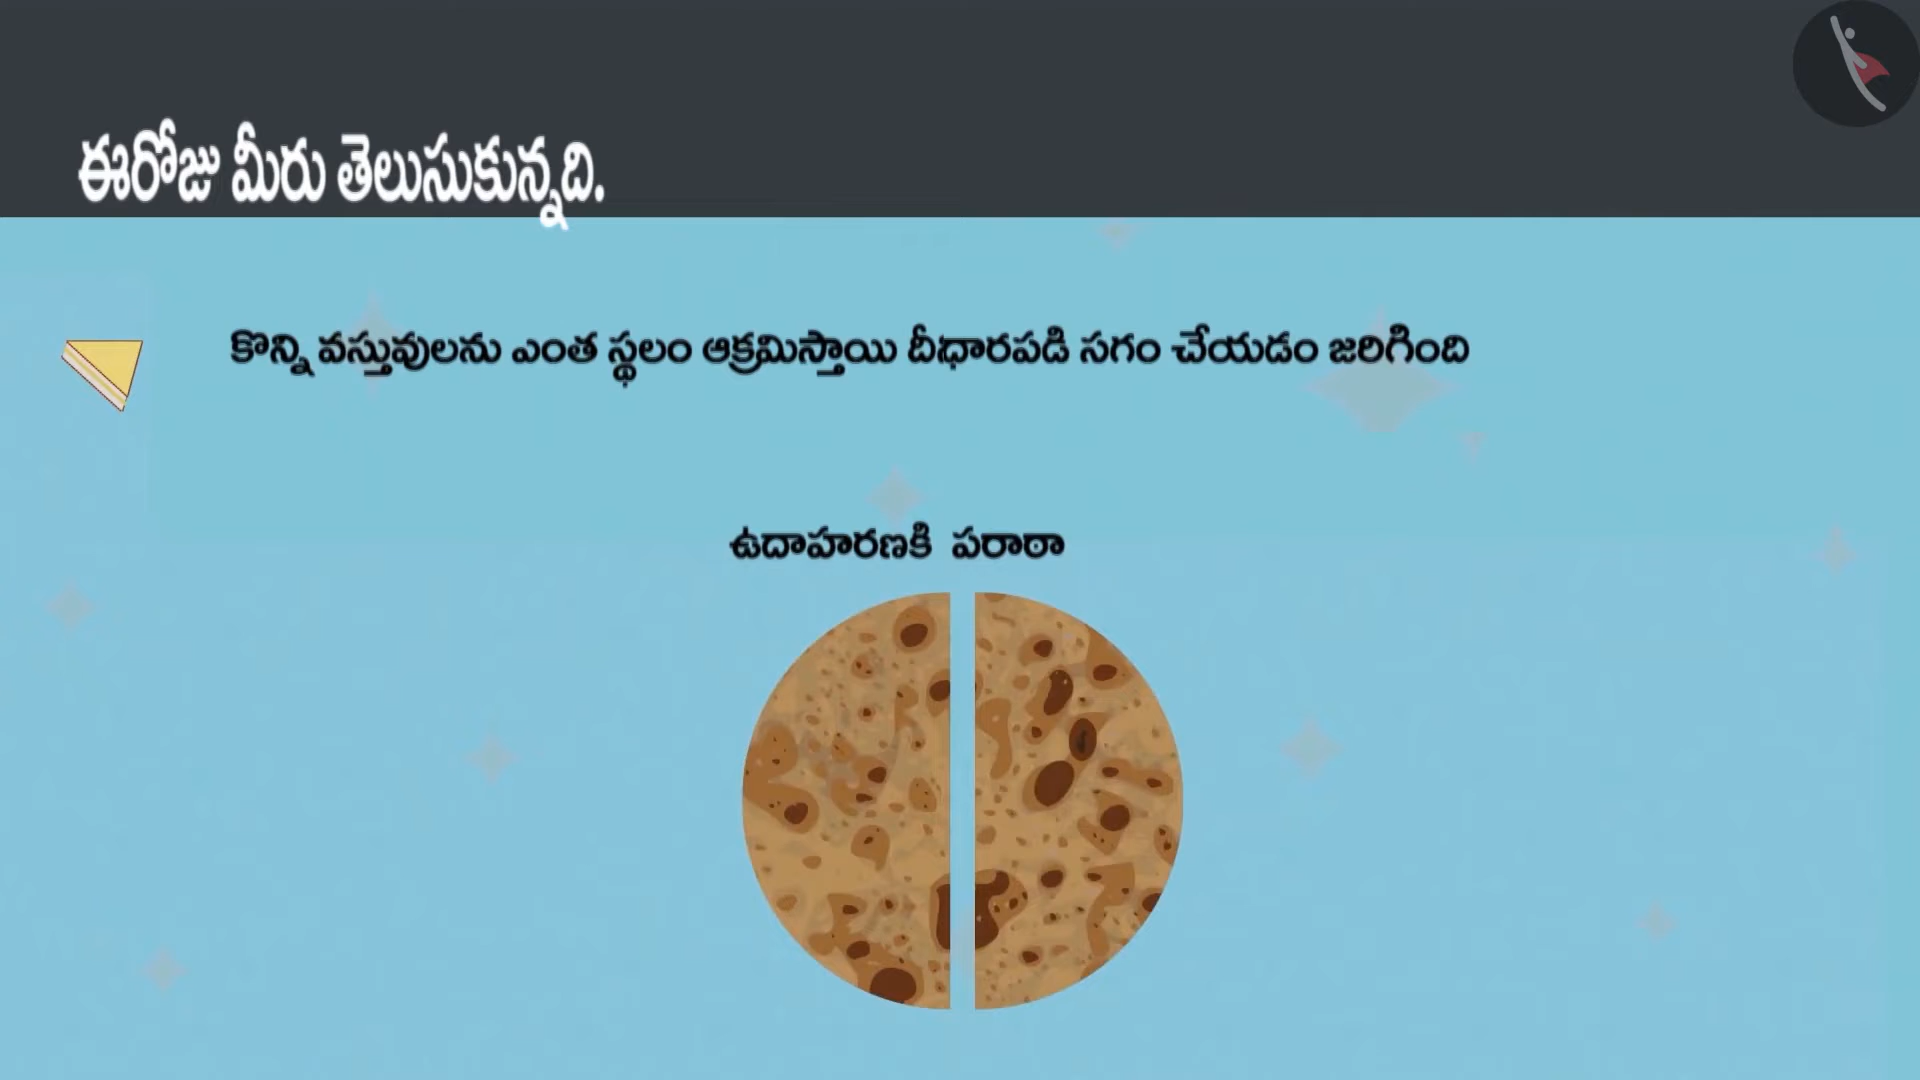 ఈరోజు మీరు తెలుసుకున్నది.
కొన్ని వస్తువులను ఎంత స్థలం ఆక్రమిస్తాయి దీధారపడి సగం చేయడం జరిగింది
ఉదాహరణకి పరాఠా